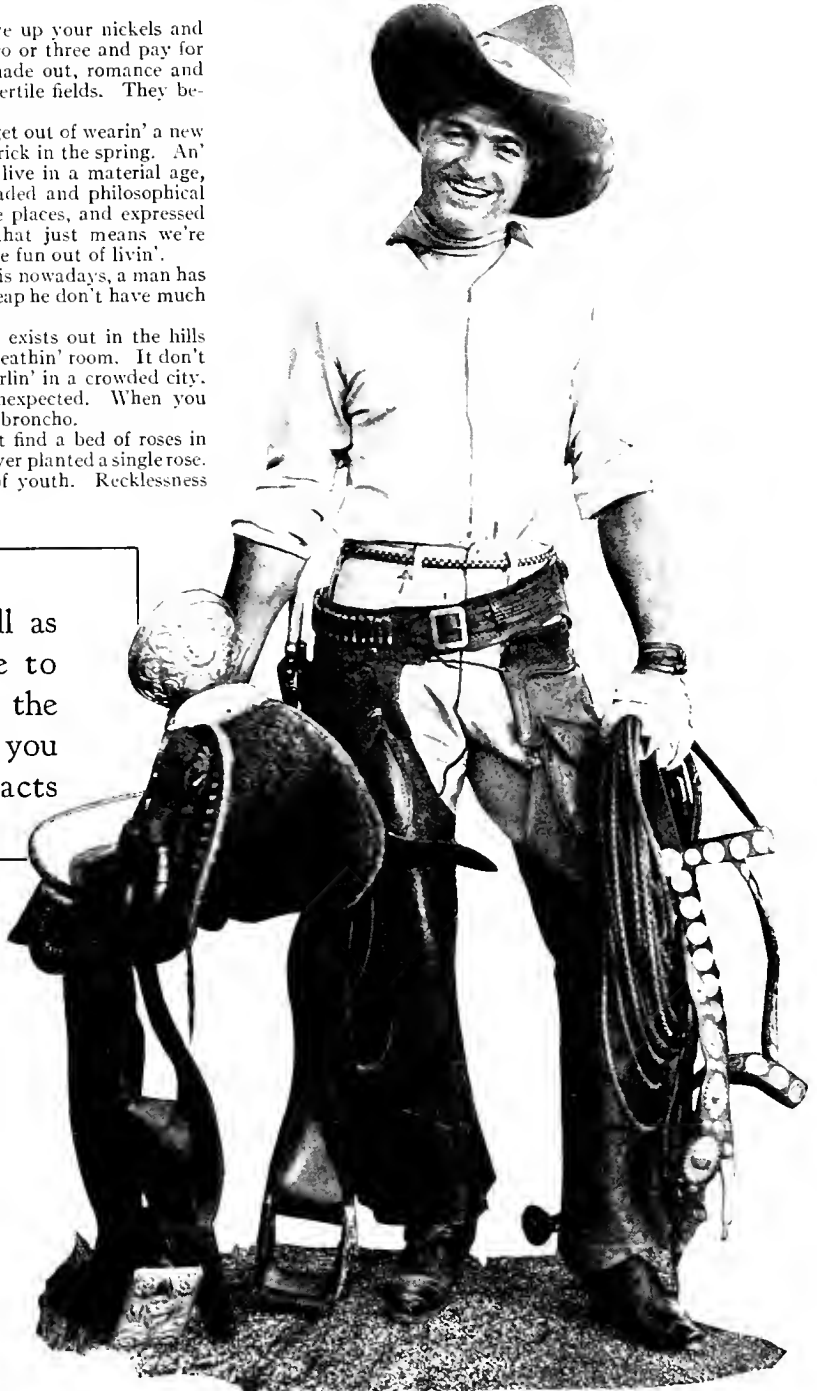 e up your nickels and
o or three and pay for
nade out, romance and
ertile fields. They be-
et out of wearin' a new
rick in the spring. An'
live in a material age,
aded and philosophical
e places, and expressed
hat just means we're
e fun out of livin'.
is nowadays, a man has
eap he don't have much
exists out in the hills
eathin' room. It don't
rlin' in a crowded city.
nexpected. When you
broncho.
t find a bed of roses in
ver planted a single rose.
f youth. Recklessness
ll as
e to
the
you
acts